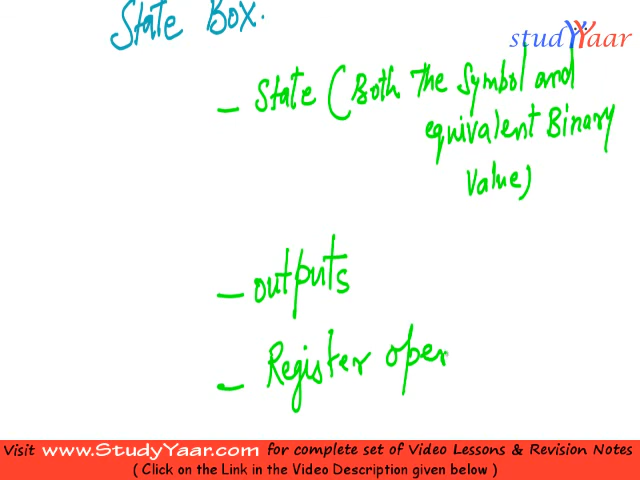 State Box.
studYYaar
- State (Both The Symbol and
equivalent Binary
Value)
- outputs
- Register oper
Visit www.StudyYaar.com for complete set of Video Lessons & Revision Notes
( Click on the Link in the Video Description given below )